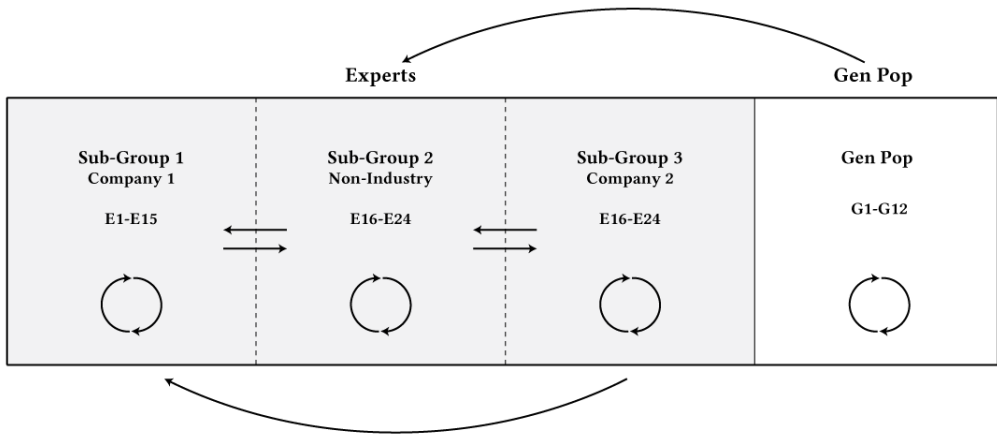 Experts
Gen Pop
Sub-Group 1
Company 1
E1-E15
Sub-Group 2
Non-Industry
E16-E24
Sub-Group 3
Company 2
E16-E24
Gen Pop
G1-G12